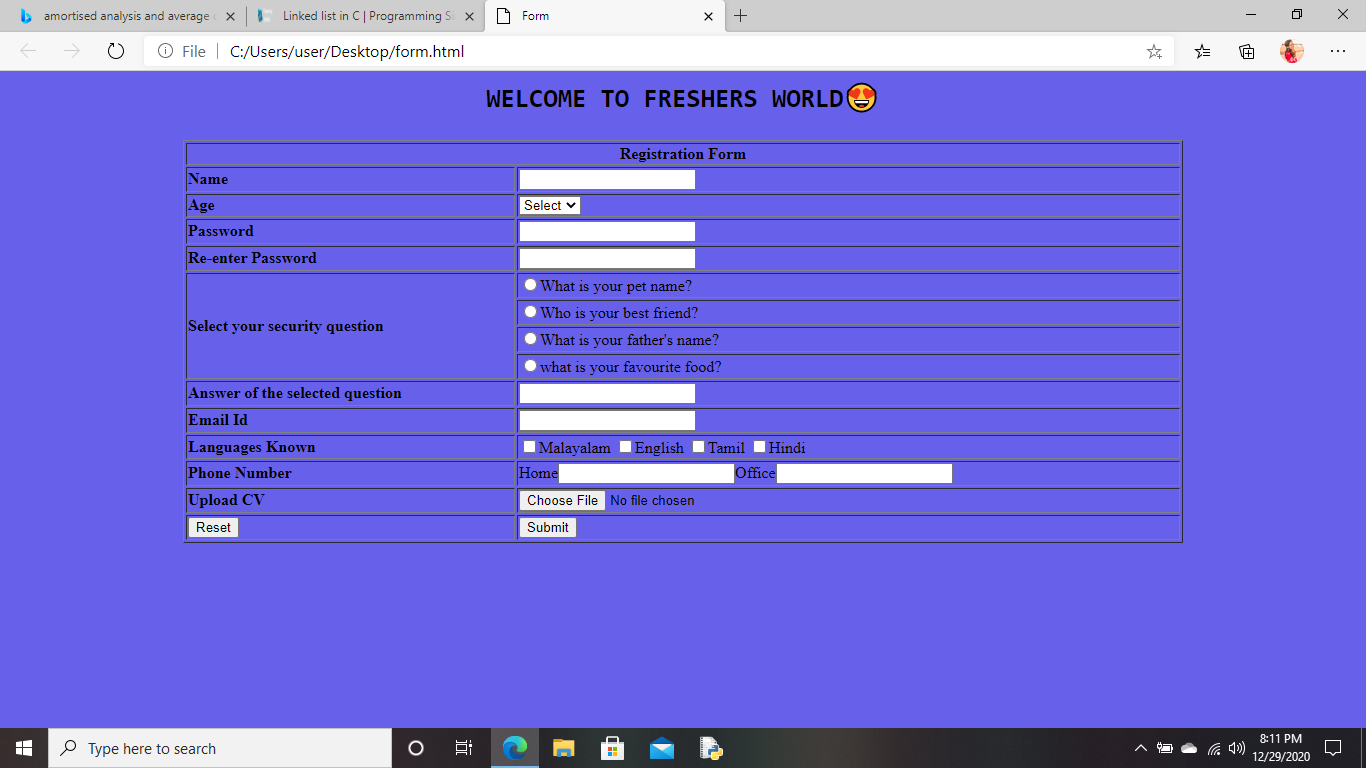 amortised analysis and average
Linked list in C | Programming Si
Form
File
C:/Users/user/Desktop/form.html
WELCOME TO FRESHERS WORLD😍
Registration Form
Name
Age Select
Password
Re-enter Password
Select your security question
What is your pet name?
Who is your best friend?
What is your father's name?
what is your favourite food?
Answer of the selected question
Email Id
Languages Known Malayalam English Tamil Hindi
Phone Number Home Office
Upload CV Choose File No file chosen
Reset Submit
Type here to search
8:11 PM
12/29/2020